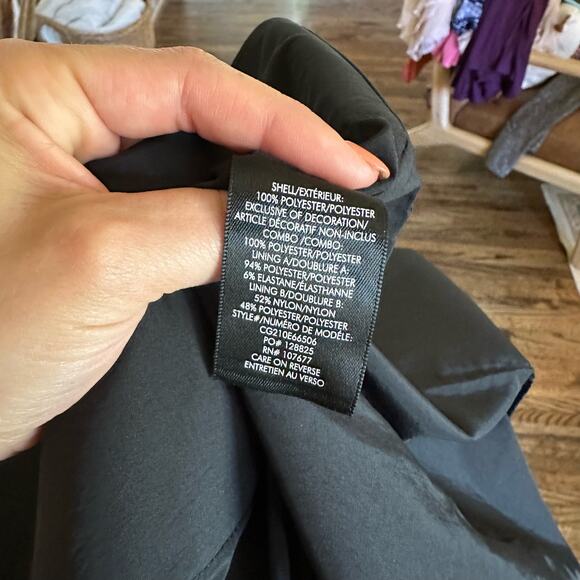 SHELL/EXTÉRIEUR:
100% POLYESTER/POLYESTER
EXCLUSIVE OF DECORATION/
ARTICLE DÉCORATIF NON-INCLUS
COMBO /COMBO:
100% POLYESTER/POLYESTER
LINING A/DOUBLURE A:
94% POLYESTER/POLYESTER
6% ELASTANE/ÉLASTHANNE
LINING B/DOUBLURE B:
52% NYLON/NYLON
48% POLYESTER/POLYESTER
STYLE#/NUMÉRO DE MODÈLE:
CG210E66506
PO# 128825
RN# 107677
CARE ON REVERSE
ENTRETIEN AU VERSO